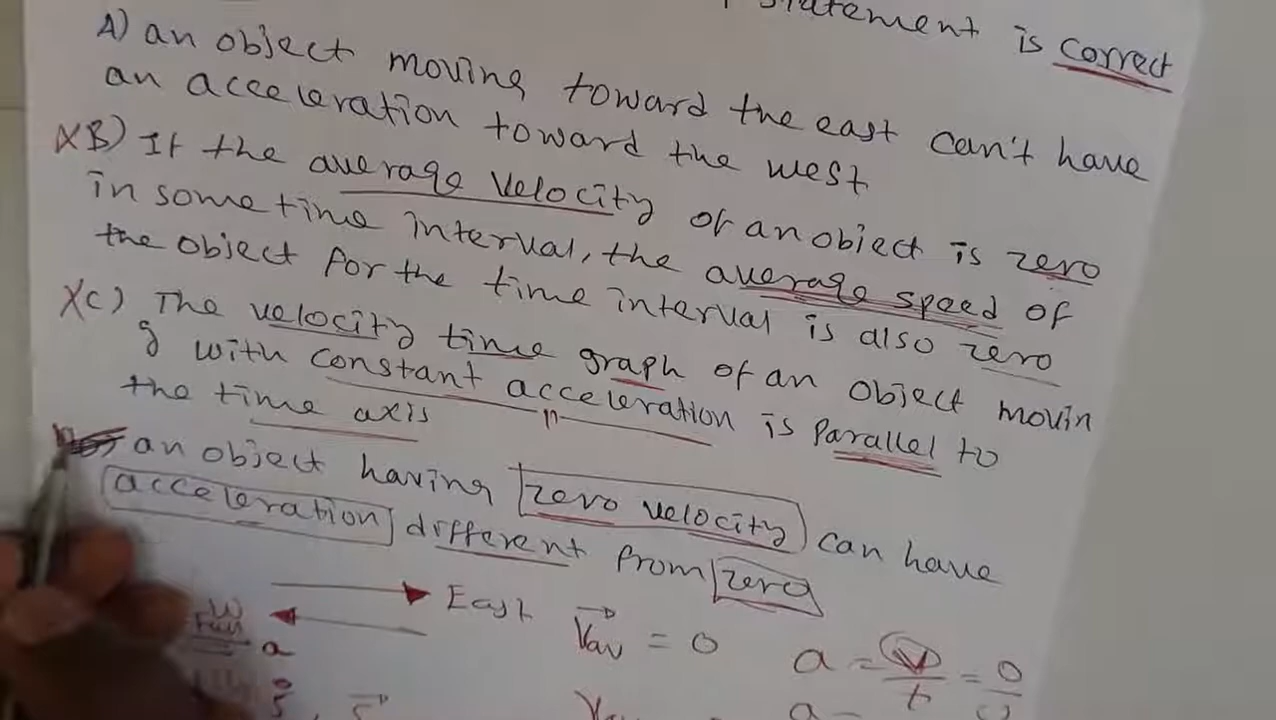 statement is correct
A) an object moving toward the east can't have
an acceleration toward the west
XB) If the average velocity of an object is zero
in some time interval, the average speed of
the object for the time interval is also zero
XC) The velocity time graph of an object movin
g with constant acceleration is parallel to
the time axis
an object having zero velocity can have
acceleration different from zero
East
W
a
Vav = 0
a = V/t = 0